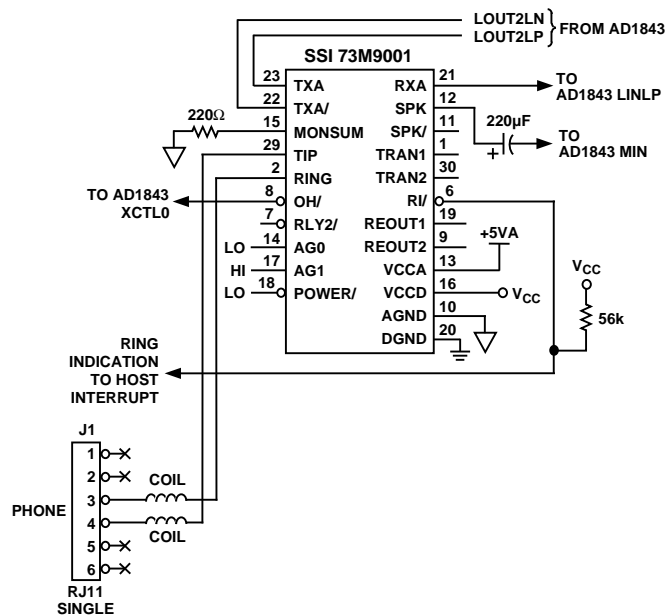 LOUT2LN
LOUT2LP
FROM AD1843
SSI 73M9001
23 TXA RXA 21 TO AD1843 LINLP
22 TXA/ SPK 12
220Ω 15 MONSUM SPK/ 11 220µF + TO AD1843 MIN
29 TIP TRAN1 1
2 RING TRAN2 30
TO AD1843 XCTL0 8 OH/ RI/ 6
7 RLY2/ REOUT1 19
LO 14 AG0 REOUT2 9
HI 17 AG1 VCCA 13 +5VA
LO 18 POWER/ VCCD 16 VCC
AGND 10
DGND 20
VCC
56k
RING
INDICATION
TO HOST
INTERRUPT
J1
1
2
3 COIL
PHONE
4 COIL
5
6
RJ11
SINGLE